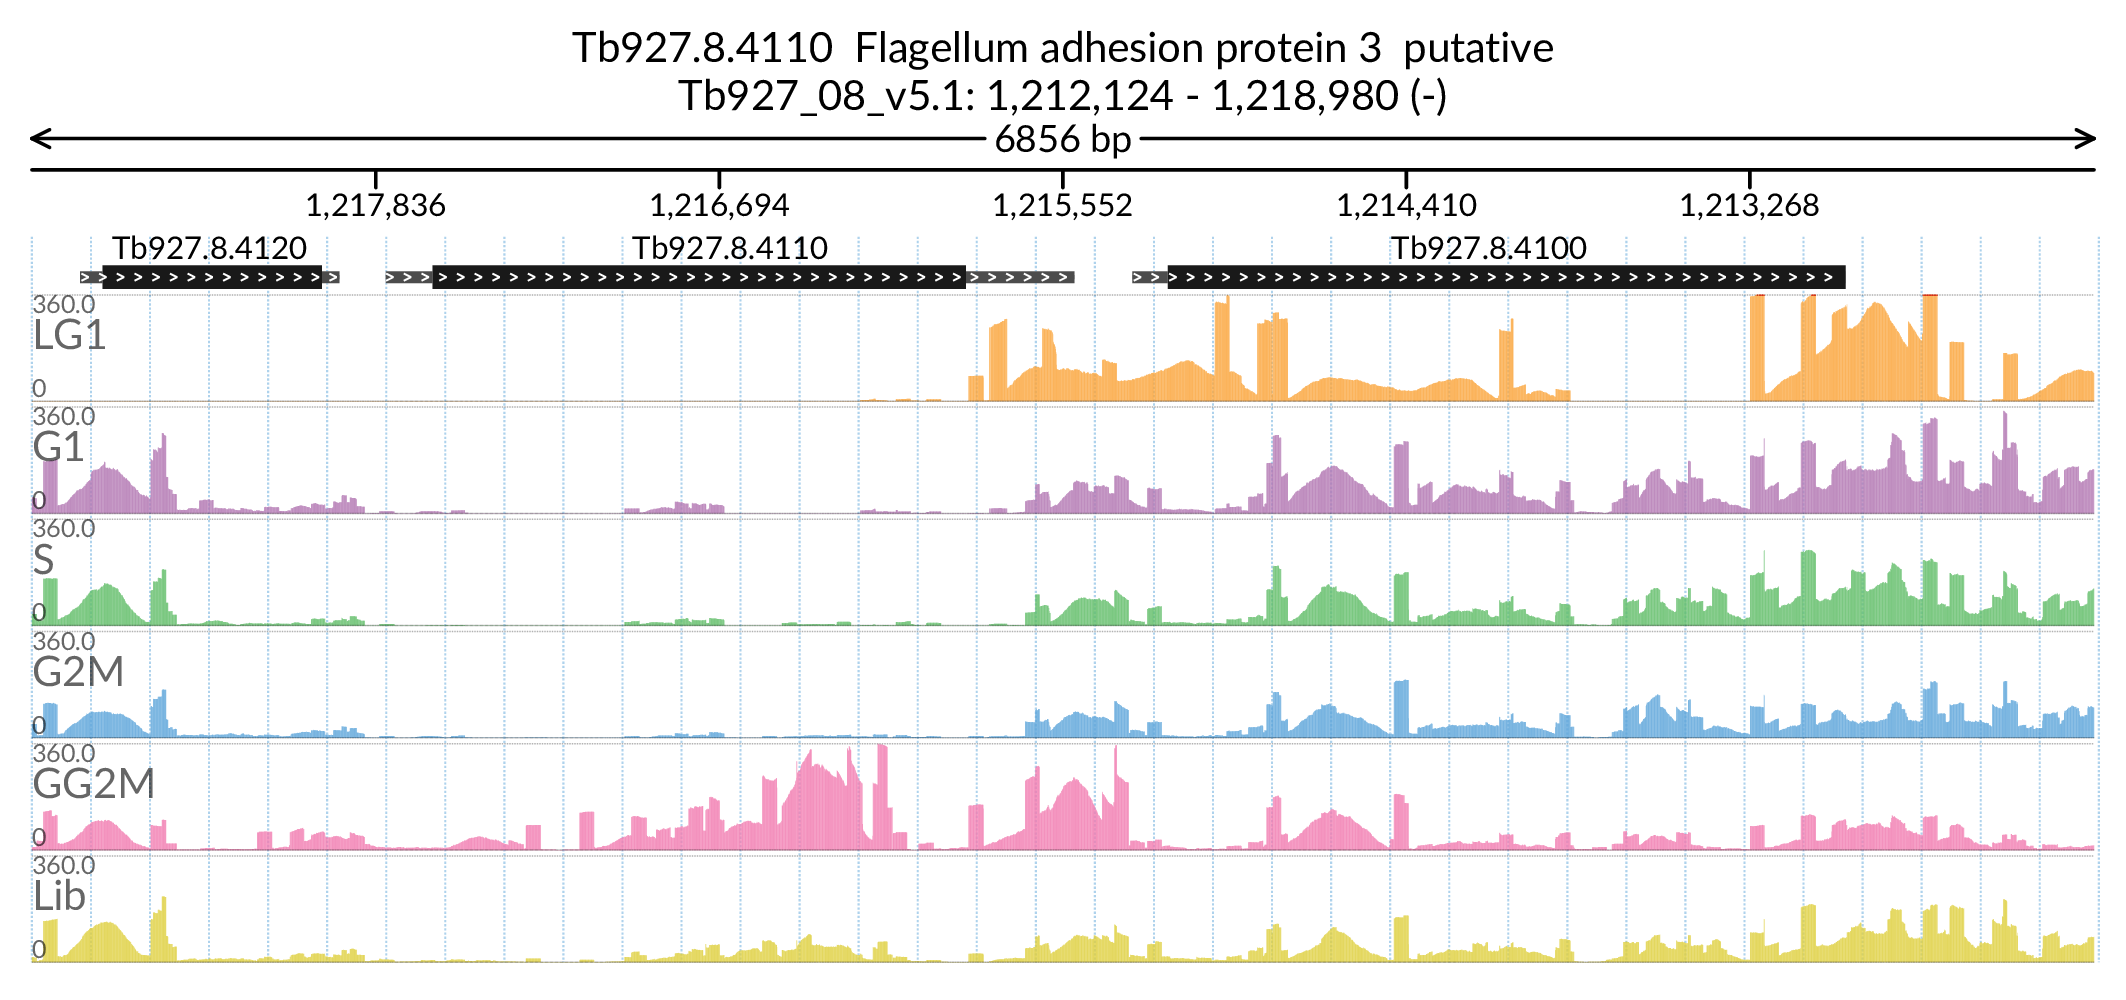 Tb927.8.4110 Flagellum adhesion protein 3 putative
Tb927_08_v5.1: 1,212,124 - 1,218,980 (-)
6856 bp
1,217,836 1,216,694 1,215,552 1,214,410 1,213,268
Tb927.8.4120 Tb927.8.4110 Tb927.8.4100
360.0
LG1
0
360.0
G1
0
360.0
S
0
360.0
G2M
0
360.0
GG2M
0
360.0
Lib
0